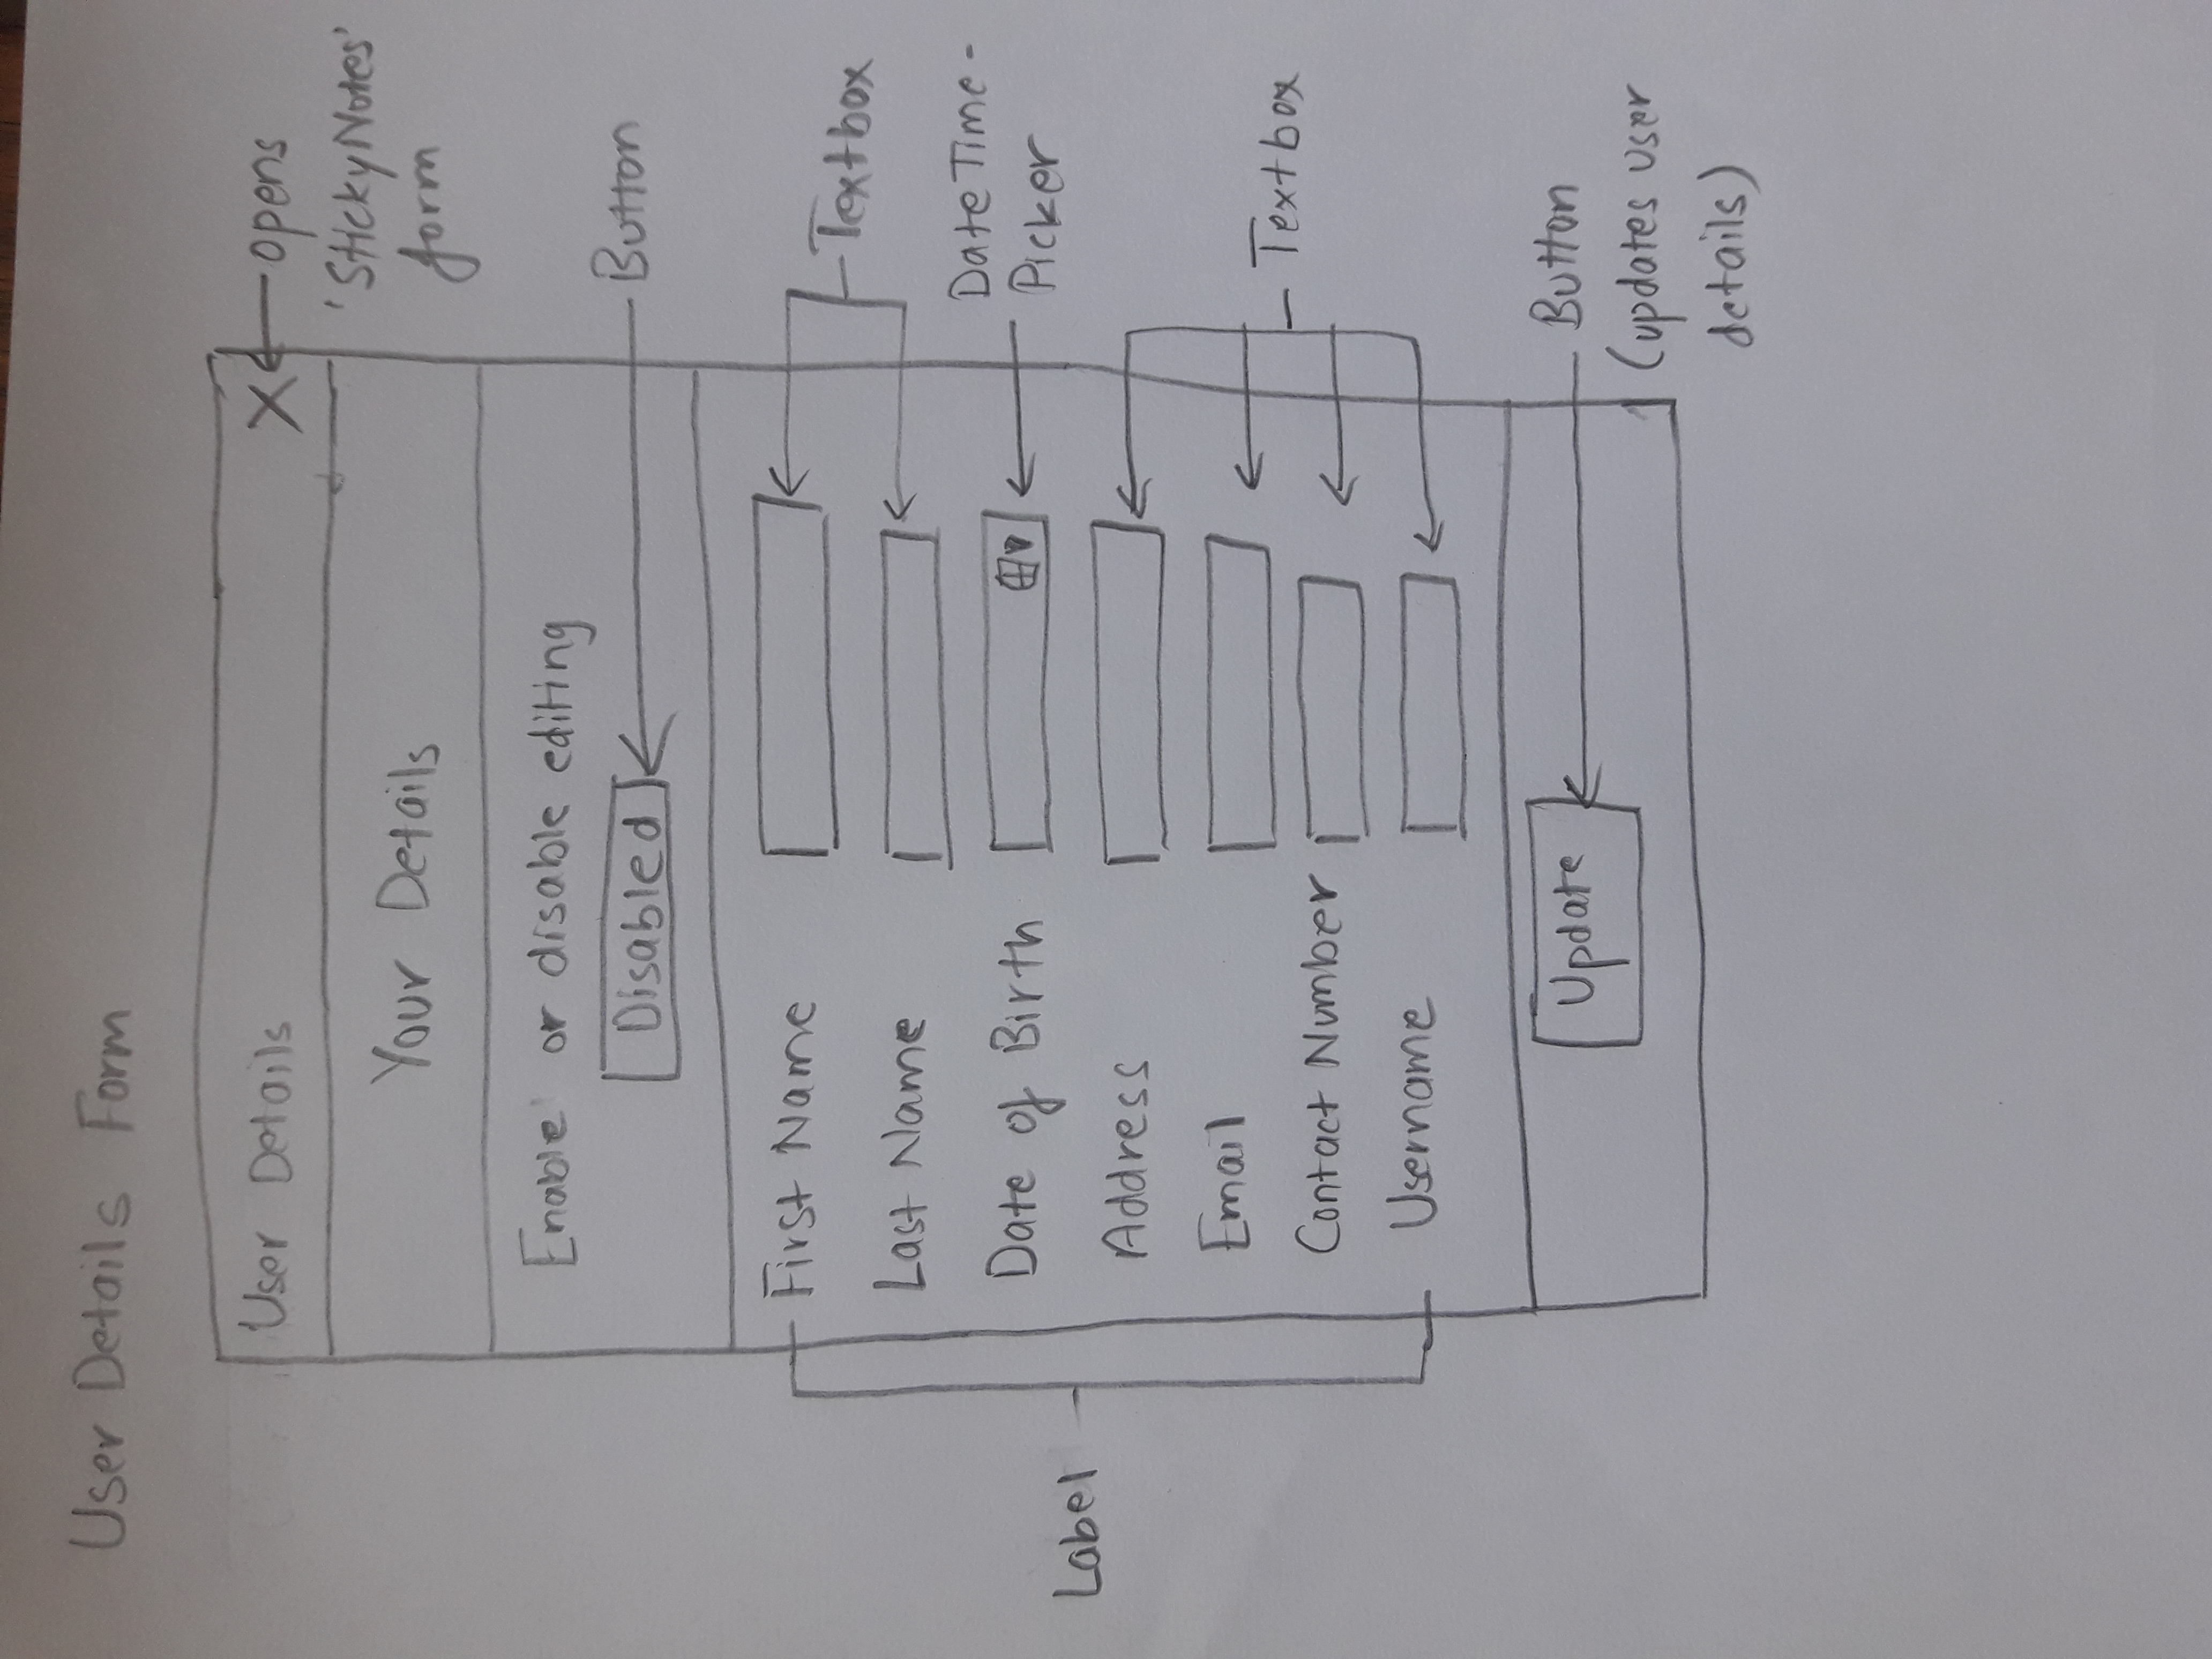 User Details Form
User Details X
opens
'StickyNotes'
form
Your Details
Enable or disable editing
Disabled
Button
First Name
Textbox
Last Name
Date of Birth
DateTime-
Picker
Label
Address
Email
Textbox
Contact Number
Username
Update
Button
(updates user
details)